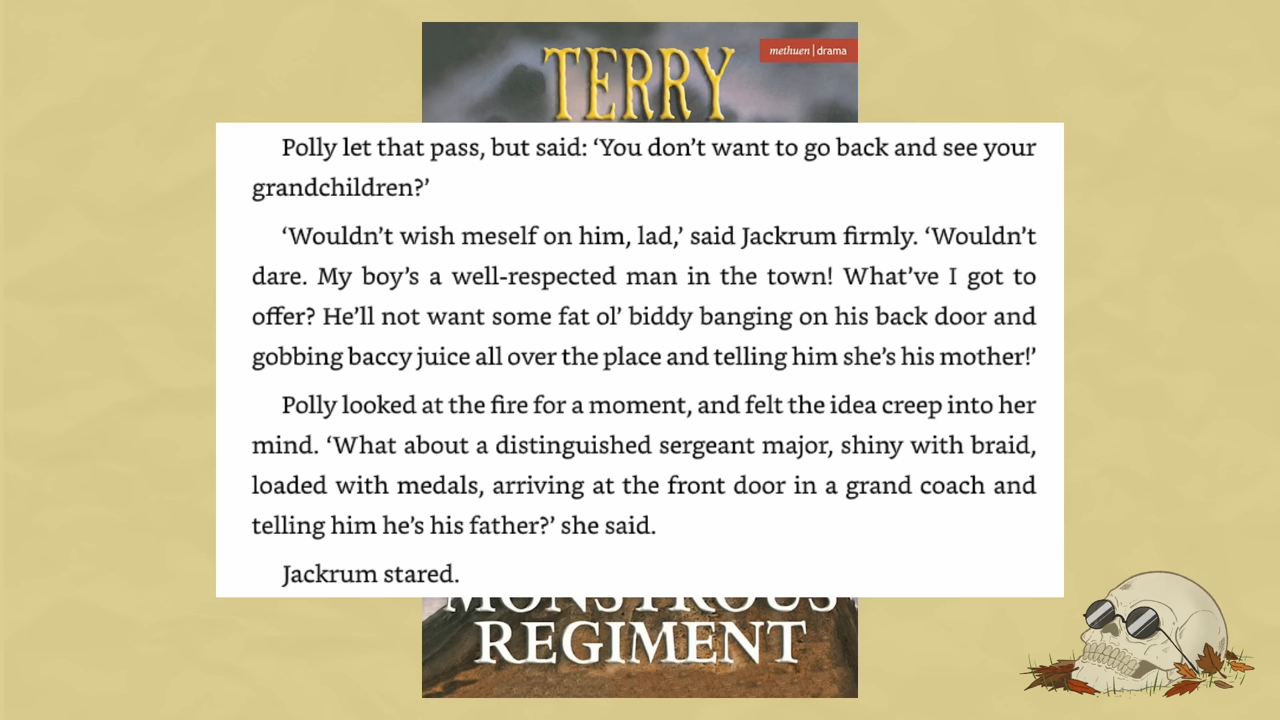 TERRY
methuen | drama
Polly let that pass, but said: ‘You don’t want to go back and see your
grandchildren?’
‘Wouldn’t wish meself on him, lad,’ said Jackrum firmly. ‘Wouldn’t
dare. My boy’s a well-respected man in the town! What’ve I got to
offer? He’ll not want some fat ol’ biddy banging on his back door and
gobbing baccy juice all over the place and telling him she’s his mother!’
Polly looked at the fire for a moment, and felt the idea creep into her
mind. ‘What about a distinguished sergeant major, shiny with braid,
loaded with medals, arriving at the front door in a grand coach and
telling him he’s his father?’ she said.
Jackrum stared.
MONSTROUS
REGIMENT